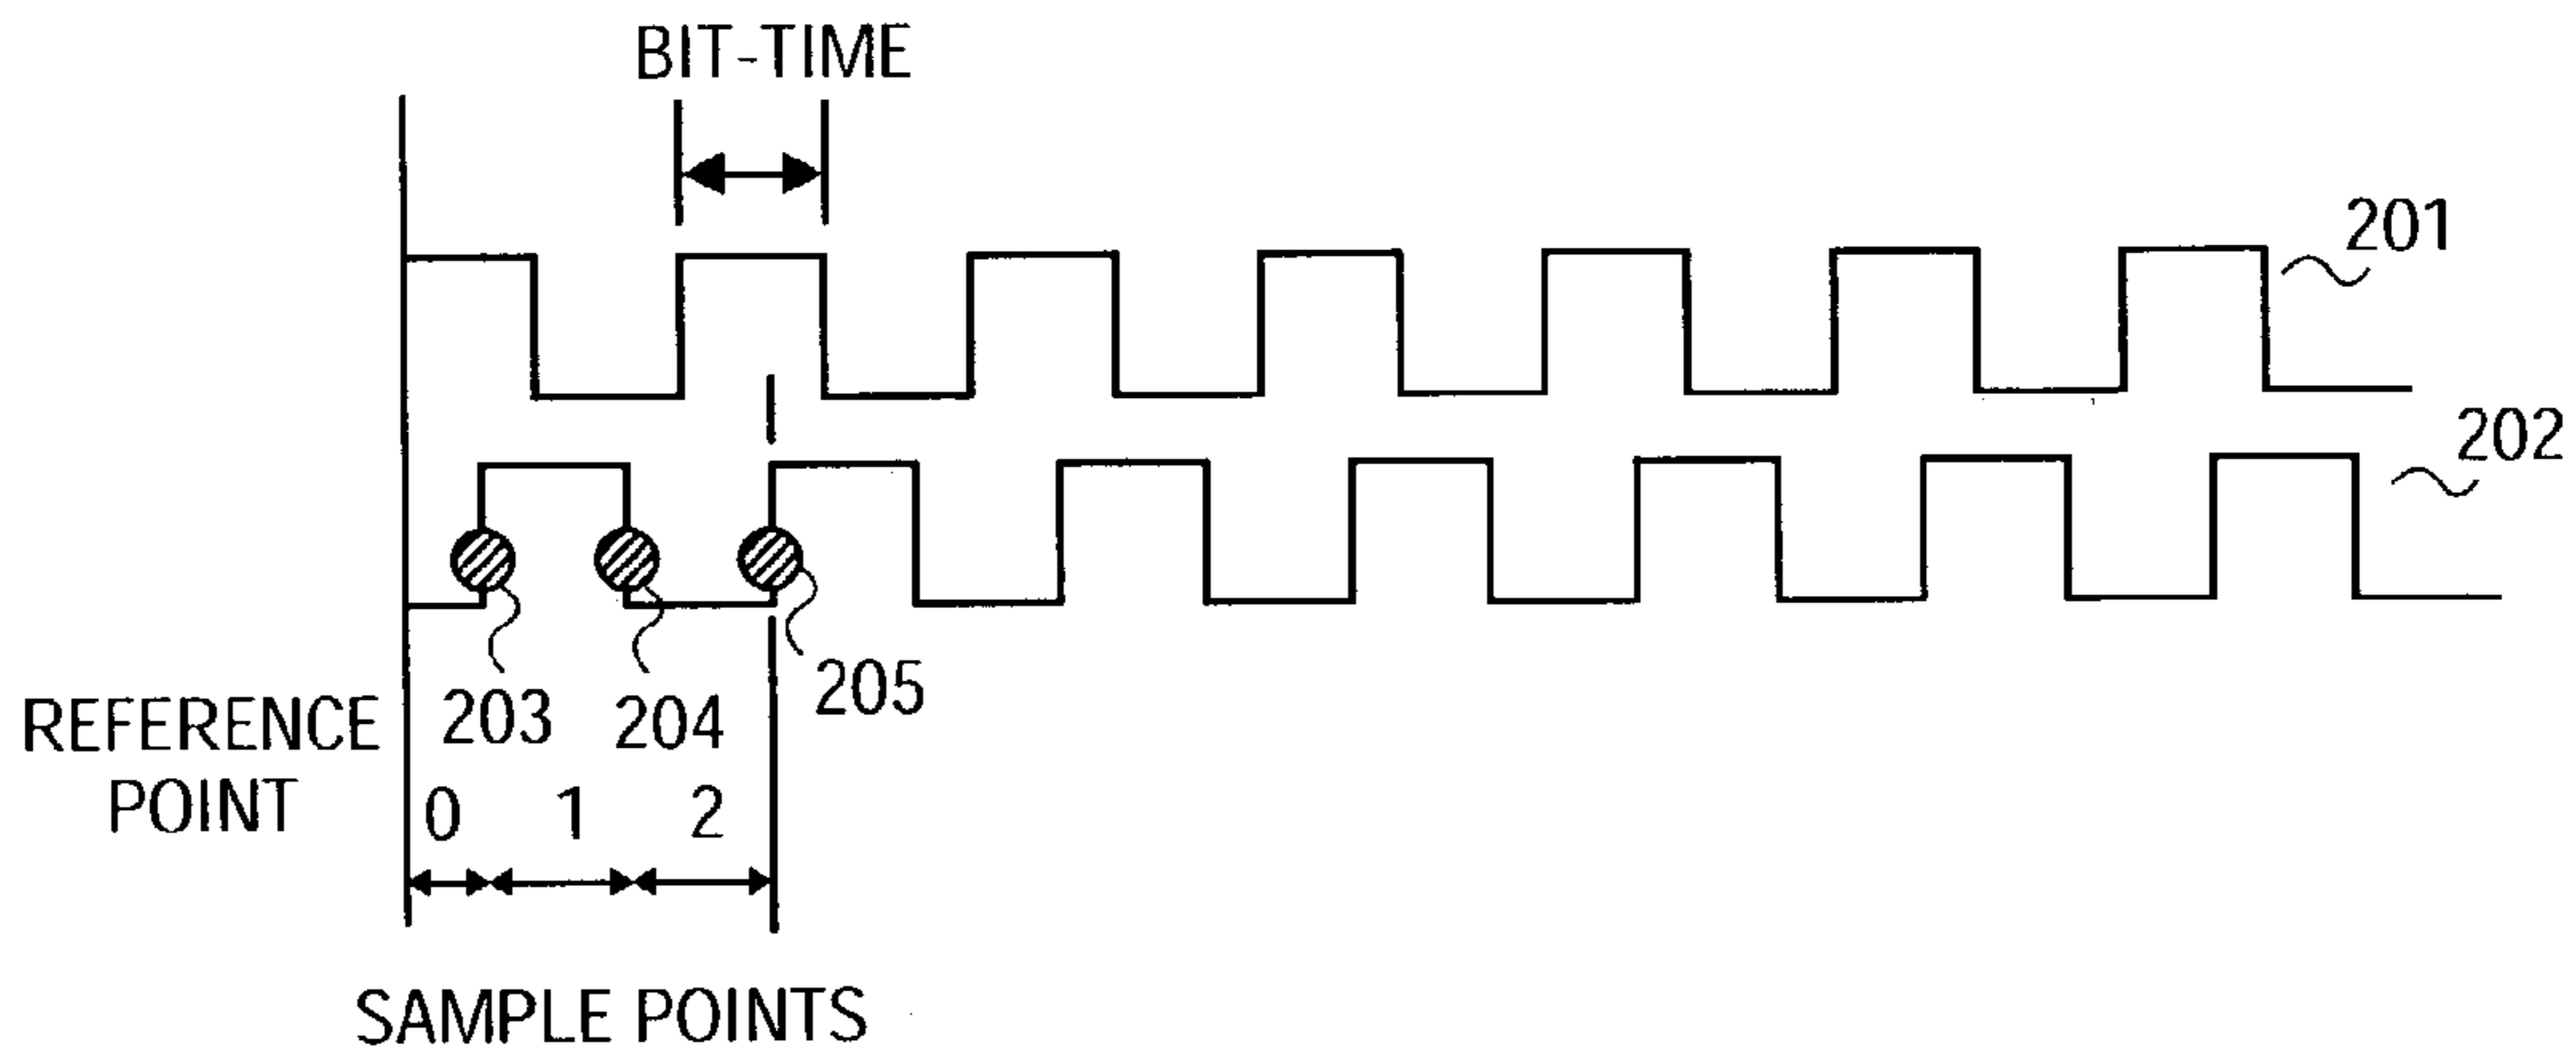 BIT-TIME
201
202
205
203
204
REFERENCE
POINT
0 1 2
SAMPLE POINTS